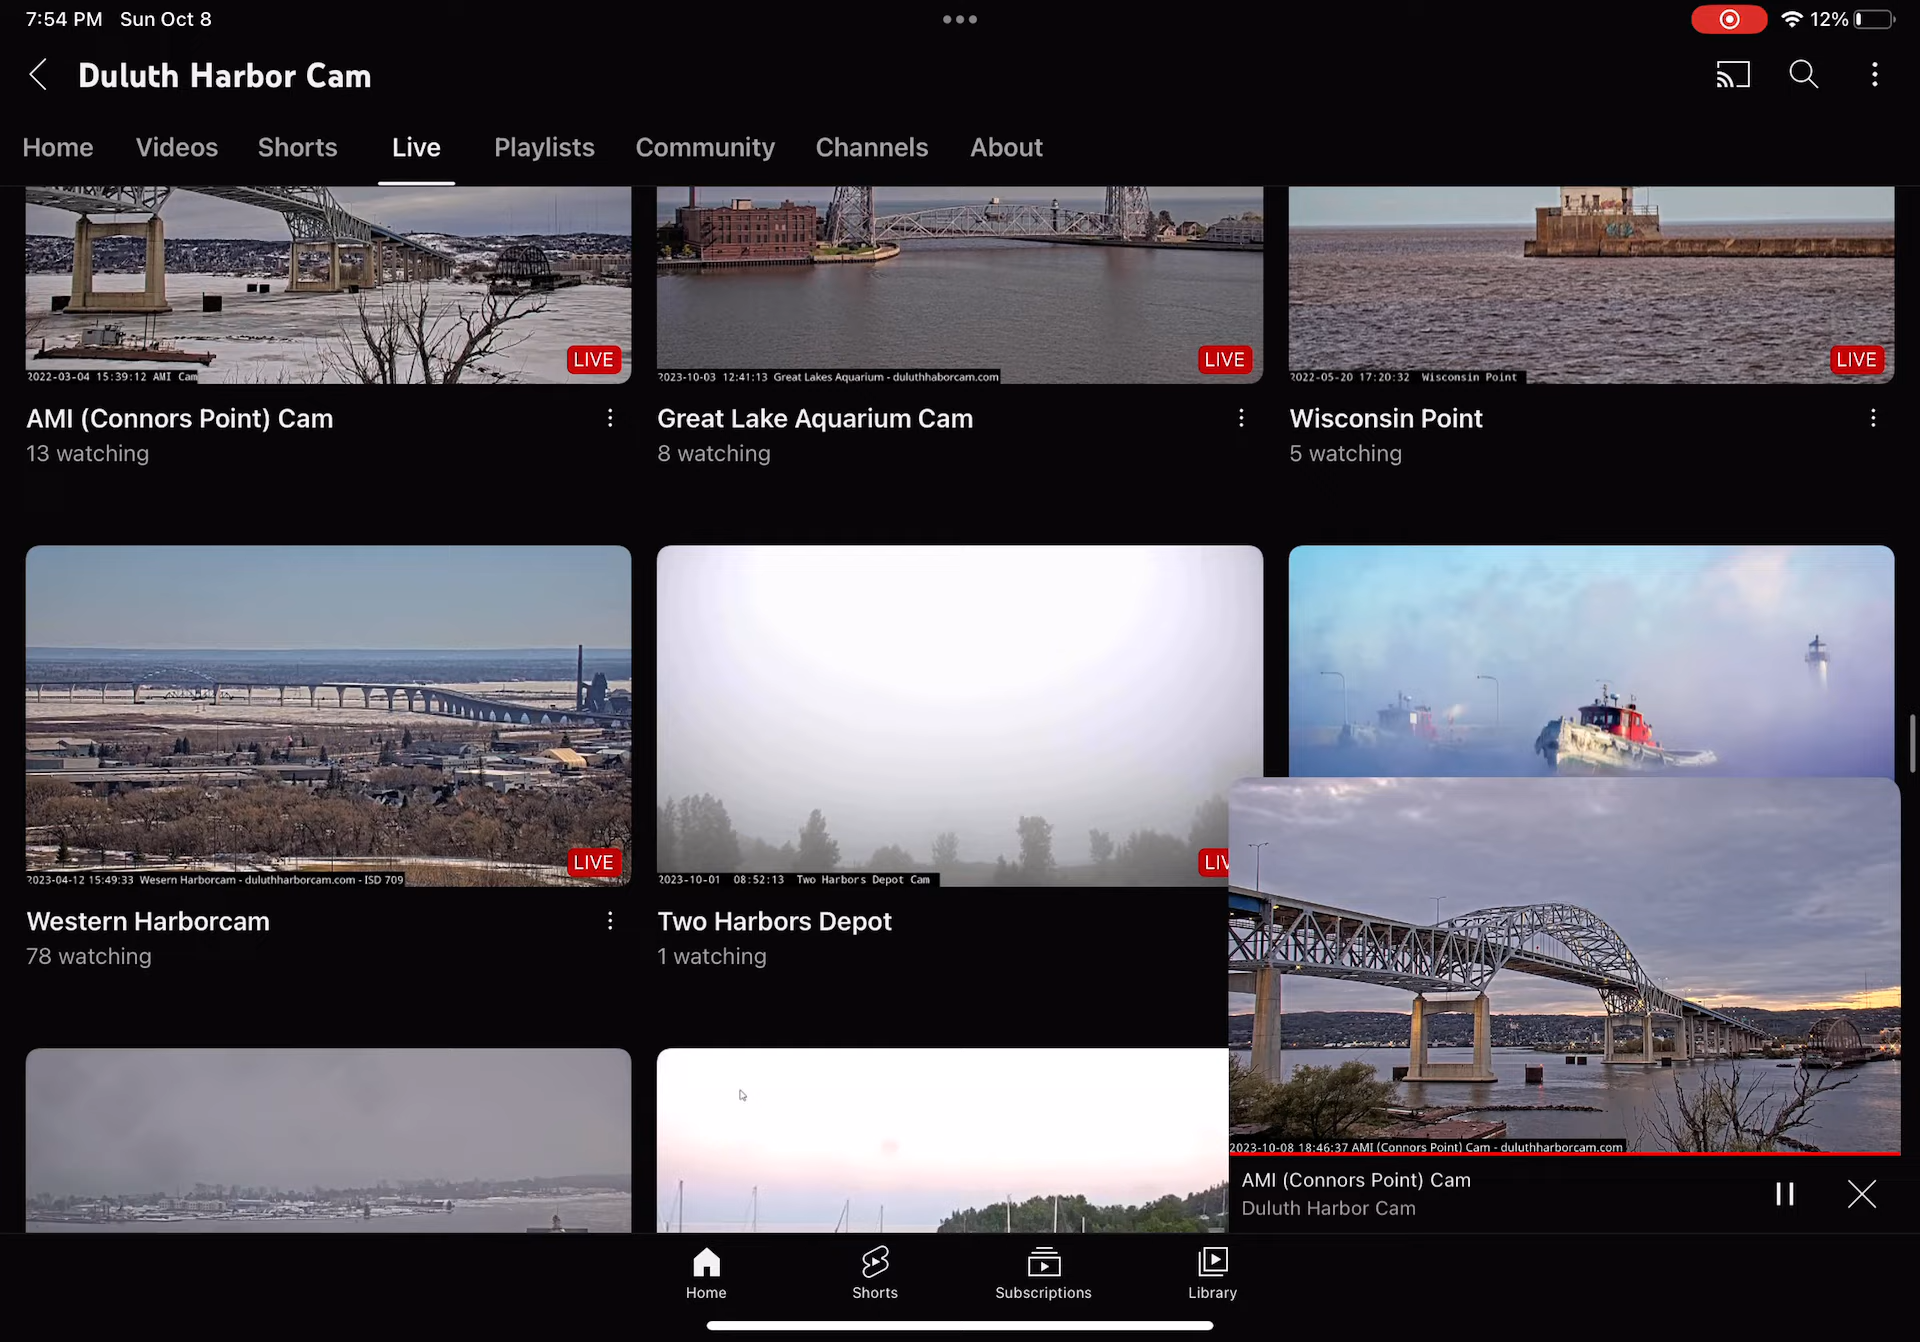 7:54 PM Sun Oct 8
12%
Duluth Harbor Cam
Home Videos Shorts Live Playlists Community Channels About
LIVE
LIVE
LIVE
2022-03-04 15:39:12 AMI Cam
2023-10-03 12:41:13 Great Lakes Aquarium - duluthhaborcam.com
2022-05-20 17:20:32 Wisconsin Point
AMI (Connors Point) Cam
13 watching
Great Lake Aquarium Cam
8 watching
Wisconsin Point
5 watching
LIVE
LIV
2023-04-12 15:49:33 Wesern Harborcam - duluthharborcam.com - ISD 709
2023-10-01 08:52:13 Two Harbors Depot Cam
Western Harborcam
78 watching
Two Harbors Depot
1 watching
2023-10-08 18:46:37 AMI (Connors Point) Cam - duluthharborcam.com
AMI (Connors Point) Cam
Duluth Harbor Cam
Home Shorts Subscriptions Library